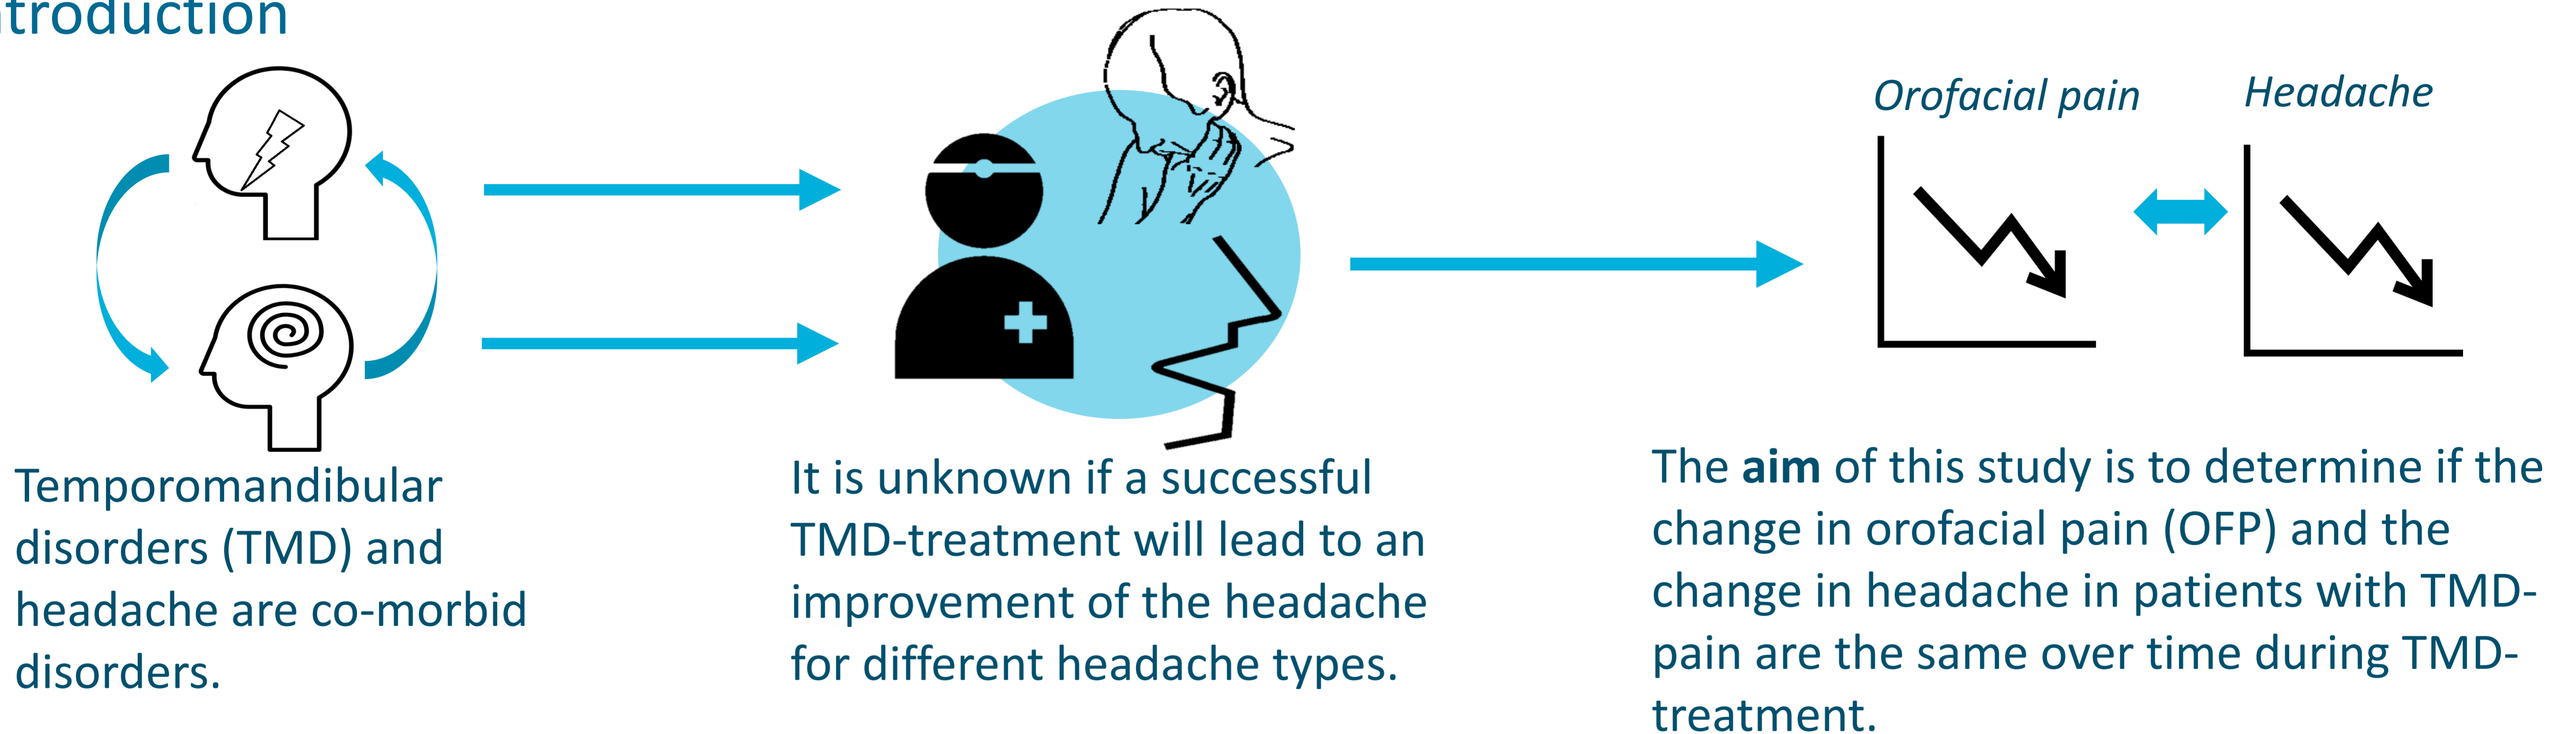 ntroduction
Temporomandibular
disorders (TMD) and
headache are co-morbid
disorders.
It is unknown if a successful
TMD-treatment will lead to an
improvement of the headache
for different headache types.
Orofacial pain
Headache
The aim of this study is to determine if the
change in orofacial pain (OFP) and the
change in headache in patients with TMD-
pain are the same over time during TMD-
treatment.